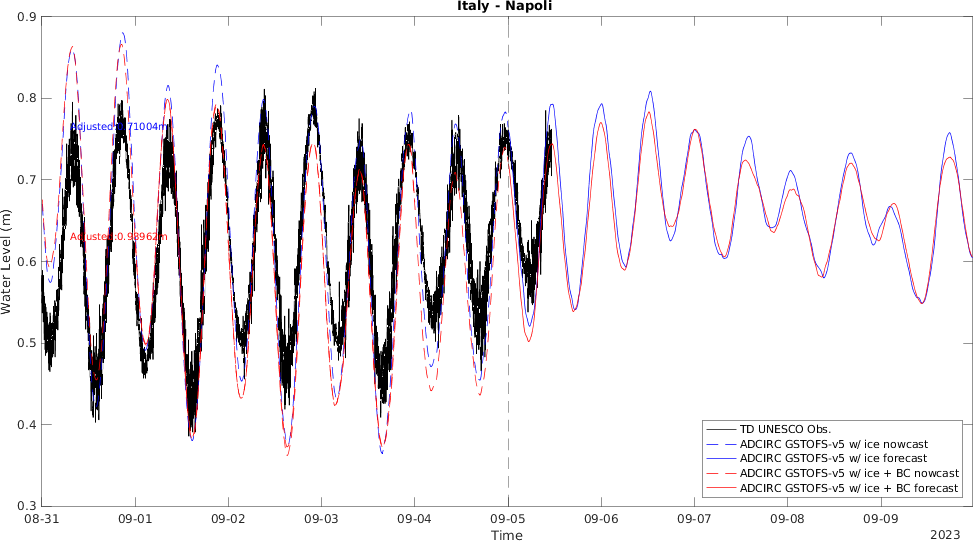 Italy - Napoli
0.9
0.8
0.7
0.6
0.5
0.4
0.3
Water Level (m)
Adjusted:0.71004m
Adjusted:0.98962m
TD UNESCO Obs.
ADCIRC GSTOFS-v5 w/ ice nowcast
ADCIRC GSTOFS-v5 w/ ice forecast
ADCIRC GSTOFS-v5 w/ ice + BC nowcast
ADCIRC GSTOFS-v5 w/ ice + BC forecast
08-31 09-01 09-02 09-03 09-04 09-05 09-06 09-07 09-08 09-09
Time
2023